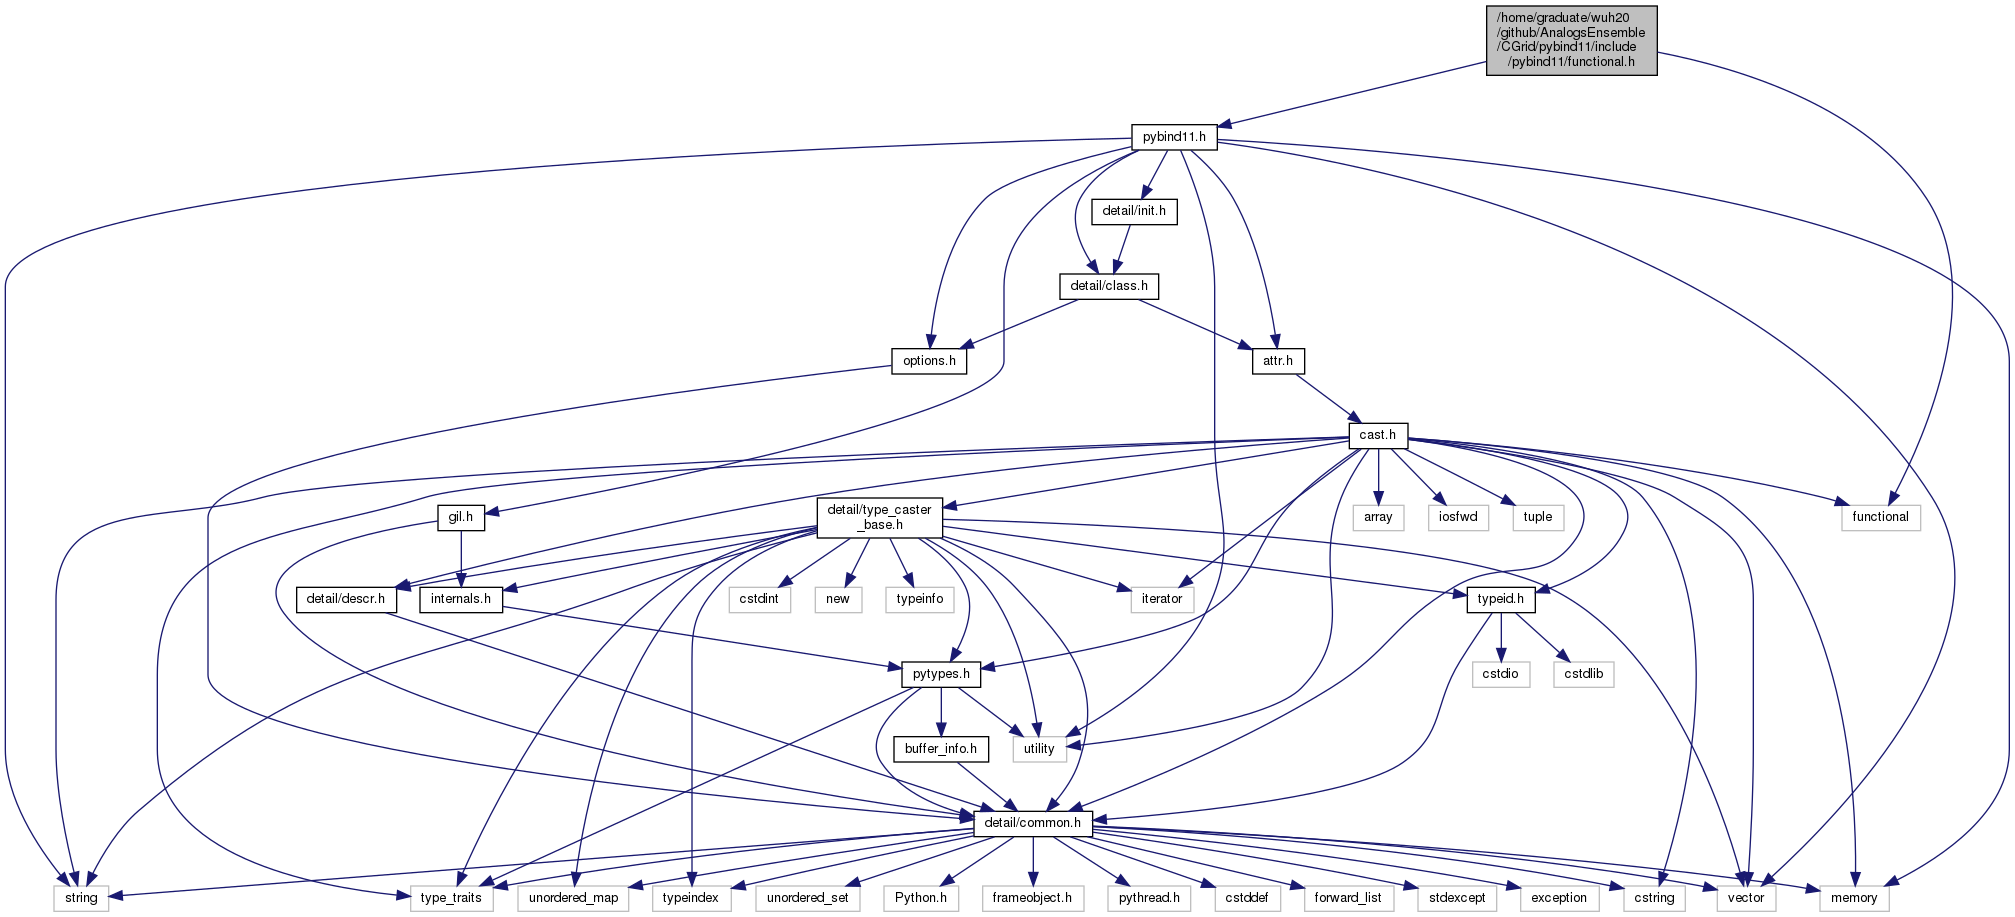 /home/graduate/wuh20
/github/AnalogsEnsemble
/CGrid/pybind11/include
/pybind11/functional.h
pybind11.h
detail/init.h
detail/class.h
options.h
attr.h
cast.h
gil.h
detail/type_caster
_base.h
array
iosfwd
tuple
functional
detail/descr.h
internals.h
cstdint
new
typeinfo
iterator
typeid.h
pytypes.h
cstdio
cstdlib
buffer_info.h
utility
detail/common.h
string
type_traits
unordered_map
typeindex
unordered_set
Python.h
frameobject.h
pythread.h
cstddef
forward_list
stdexcept
exception
cstring
vector
memory